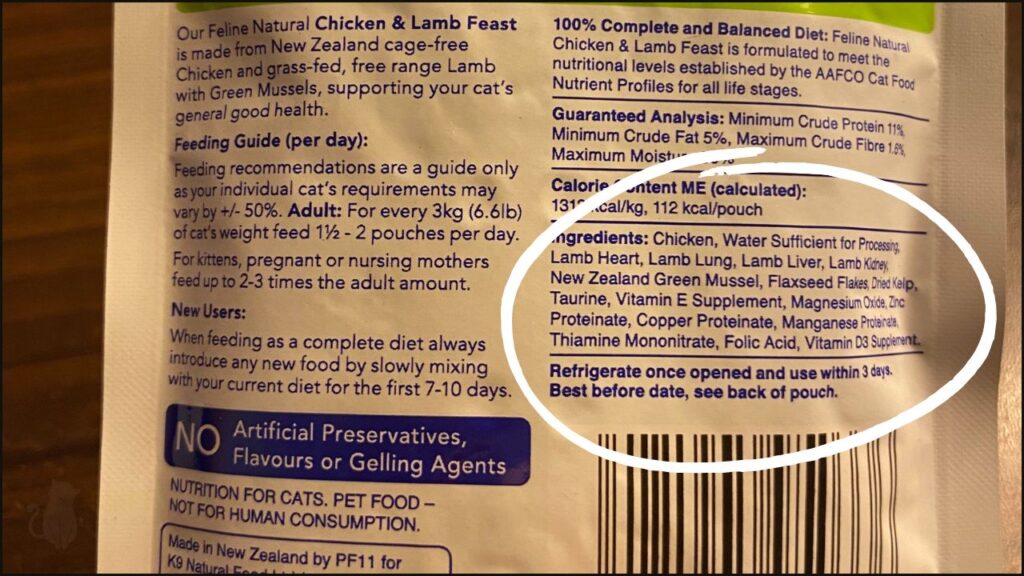 Our Feline Natural Chicken & Lamb Feast
is made from New Zealand cage-free
Chicken and grass-fed, free range Lamb
with Green Mussels, supporting your cat's
general good health.
Feeding Guide (per day):
Feeding recommendations are a guide only
as your individual cat's requirements may
vary by +/- 50%. Adult: For every 3kg (6.6lb)
of cat's weight feed 1½ - 2 pouches per day.
For kittens, pregnant or nursing mothers
feed up to 2-3 times the adult amount.
New Users:
When feeding as a complete diet always
introduce any new food by slowly mixing
with your current diet for the first 7-10 days.
NO Artificial Preservatives,
Flavours or Gelling Agents
NUTRITION FOR CATS. PET FOOD –
NOT FOR HUMAN CONSUMPTION.
Made in New Zealand by PF11 for
K9 Natural Food
100% Complete and Balanced Diet: Feline Natural
Chicken & Lamb Feast is formulated to meet the
nutritional levels established by the AAFCO Cat Food
Nutrient Profiles for all life stages.
Guaranteed Analysis: Minimum Crude Protein 11%,
Minimum Crude Fat 5%, Maximum Crude Fibre 1.6%,
Maximum
Calorie Content ME (calculated):
kcal/kg, 112 kcal/pouch
Ingredients: Chicken, Water Sufficient for Processing,
Lamb Heart, Lamb Lung, Lamb Liver, Lamb Kidney,
New Zealand Green Mussel, Flaxseed Flakes, Dried Kelp,
Taurine, Vitamin E Supplement, Magnesium Oxide, Zinc
Proteinate, Copper Proteinate, Manganese Proteinate,
Thiamine Mononitrate, Folic Acid, Vitamin D3 Supplement.
Refrigerate once opened and use within 3 days.
Best before date, see back of pouch.